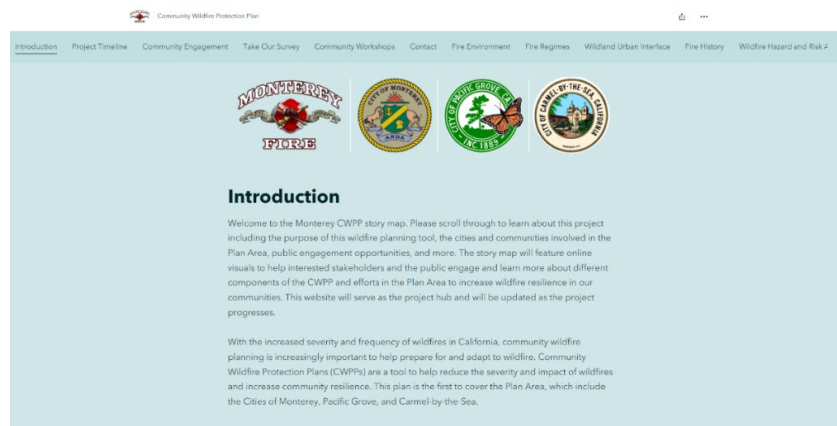 Community Wildfire Protection Plan
Introduction Project Timeline Community Engagement Take Our Survey Community Workshops Contact Fire Environment Fire Regimes Wildland Urban Interface Fire History Wildfire Hazard and Risk
MONTEREY
FIRE
CITY OF MONTEREY
CITY OF PACIFIC GROVE, CA
INC. 1889
CITY OF CARMEL-BY-THE-SEA, CALIFORNIA
Introduction
Welcome to the Monterey CWPP story map. Please scroll through to learn about this project
including the purpose of this wildfire planning tool, the cities and communities involved in the
Plan Area, public engagement opportunities, and more. The story map will feature online
visuals to help interested stakeholders and the public engage and learn more about different
components of the CWPP and efforts in the Plan Area to increase wildfire resilience in our
communities. This website will serve as the project hub and will be updated as the project
progresses.
With the increased severity and frequency of wildfires in California, community wildfire
planning is increasingly important to help prepare for and adapt to wildfire. Community
Wildfire Protection Plans (CWPPs) are a tool to help reduce the severity and impact of wildfires
and increase community resilience. This plan is the first to cover the Plan Area, which include
the Cities of Monterey, Pacific Grove, and Carmel-by-the-Sea.